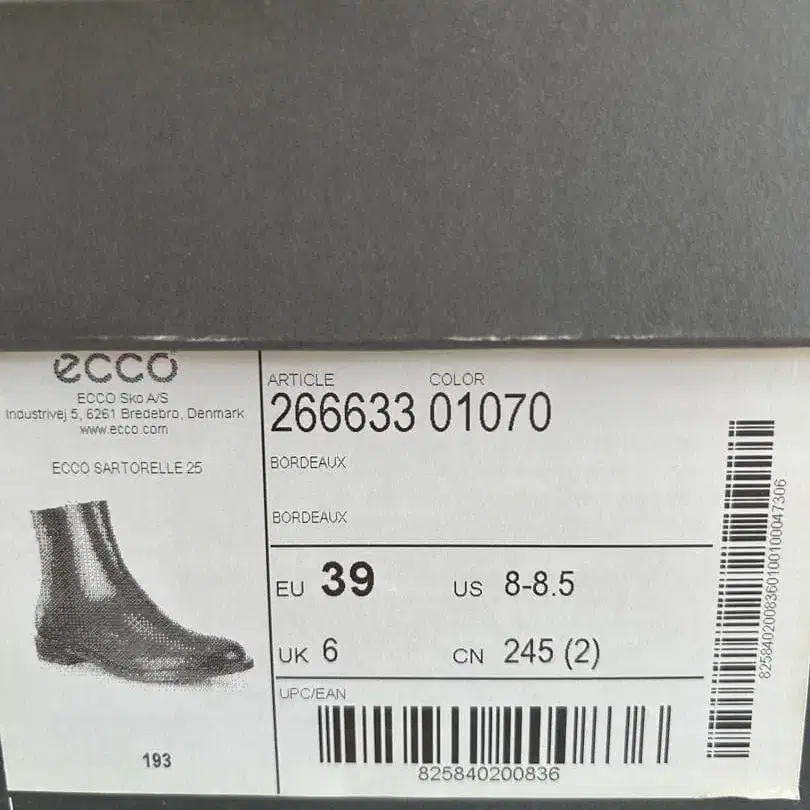 ecco
ECCO Sko A/S
Industrivej 5, 6261 Bredebro, Denmark
www.ecco.com
ECCO SARTORELLE 25
193
ARTICLE COLOR
266633 01070
BORDEAUX
BORDEAUX
EU 39 US 8-8.5
UK 6 CN 245 (2)
UPC/EAN
825840200836
8258402008360100100047306